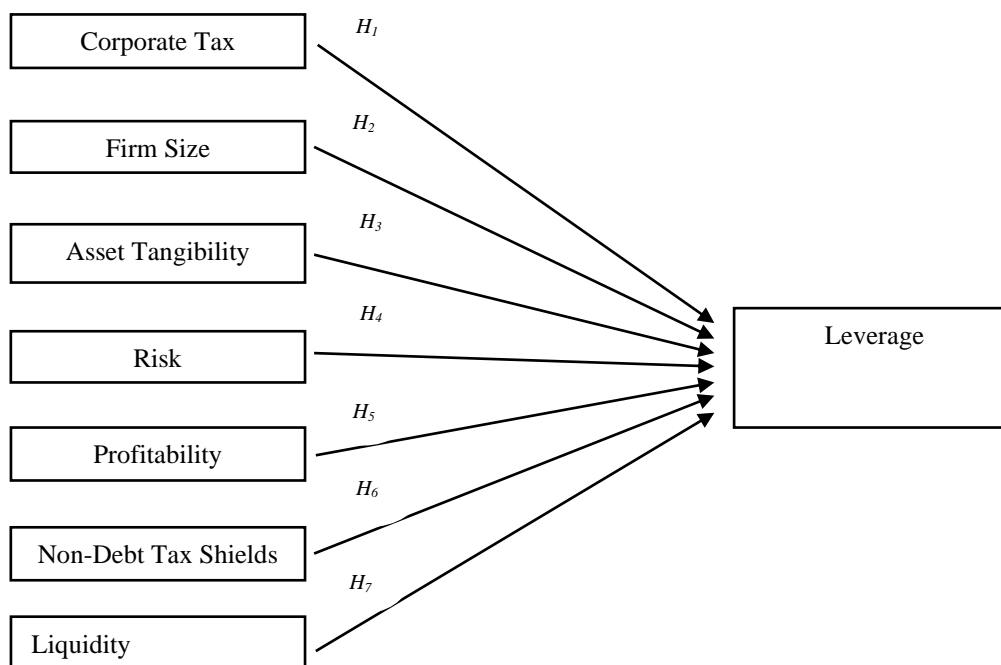 H1
Corporate Tax
H2
Firm Size
H3
Asset Tangibility
H4
Leverage
Risk
H5
Profitability
H6
Non-Debt Tax Shields
H7
Liquidity